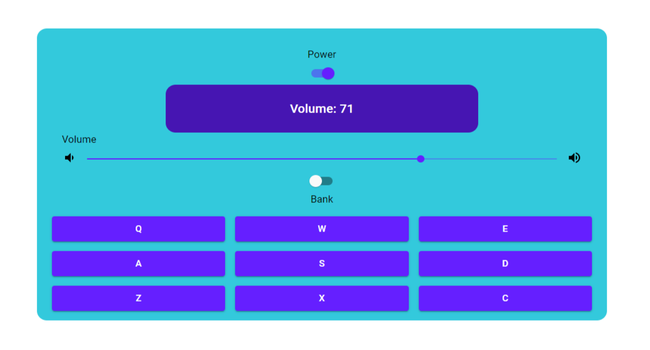 Power
Volume: 71
Volume
Bank
Q W E
A S D
Z X C